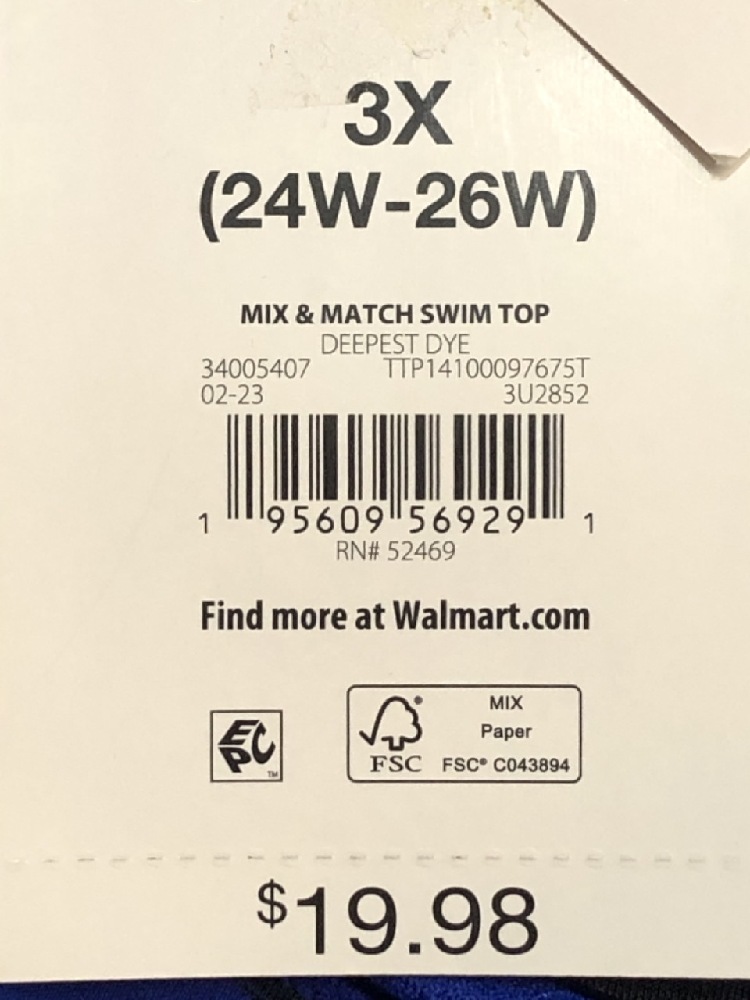 3X
(24W-26W)
MIX & MATCH SWIM TOP
DEEPEST DYE
34005407 TTP14100097675T
02-23 3U2852
1 95609 56929 1
RN# 52469
Find more at Walmart.com
EPC TM
MIX
Paper
FSC FSC® C043894
$19.98